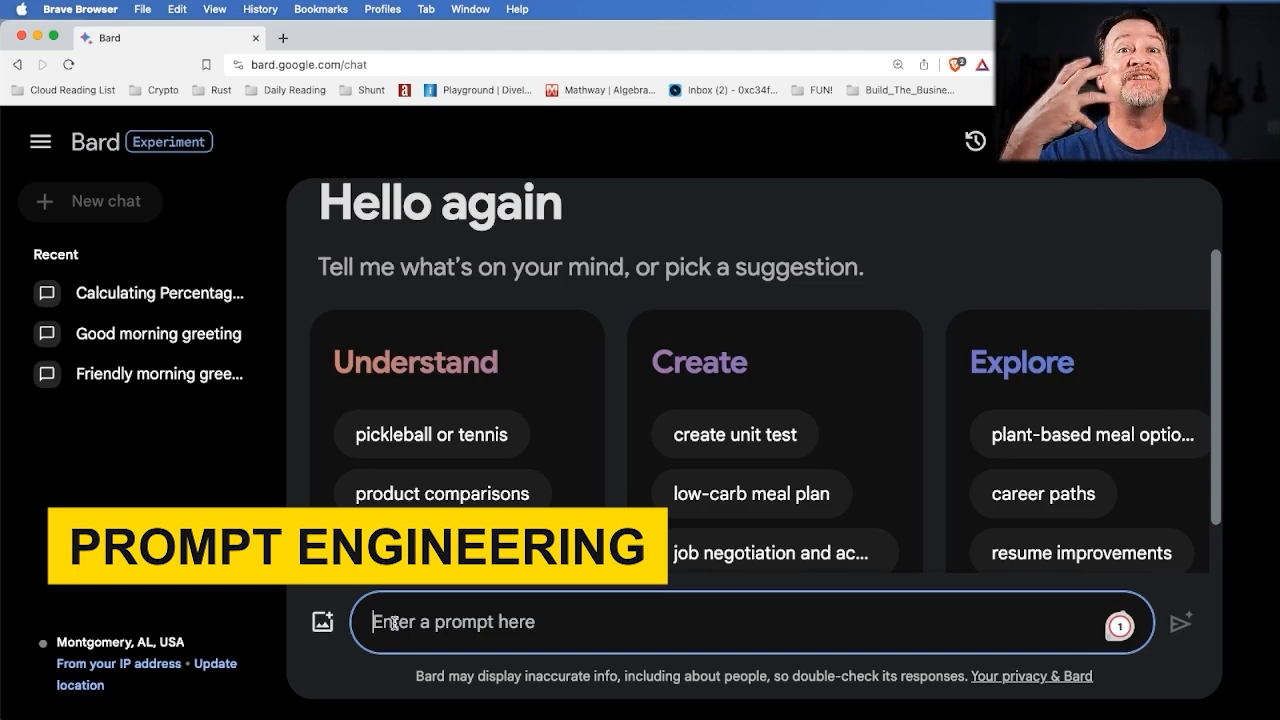 Brave Browser File Edit View History Bookmarks Profiles Tab Window Help
Bard
bard.google.com/chat
2
Cloud Reading List Crypto Rust Daily Reading Shunt a Playground | Divel... Mathway | Algebra... Inbox (2) - 0xc34f... FUN! Build_The_Busine...
Bard Experiment
New chat
Recent
Calculating Percentag...
Good morning greeting
Friendly morning gree...
Hello again
Tell me what's on your mind, or pick a suggestion.
Understand
pickleball or tennis
product comparisons
Create
create unit test
low-carb meal plan
job negotiation and ac...
Explore
plant-based meal optio...
career paths
resume improvements
PROMPT ENGINEERING
Enter a prompt here
1
Montgomery, AL, USA
From your IP address • Update
location
Bard may display inaccurate info, including about people, so double-check its responses. Your privacy & Bard